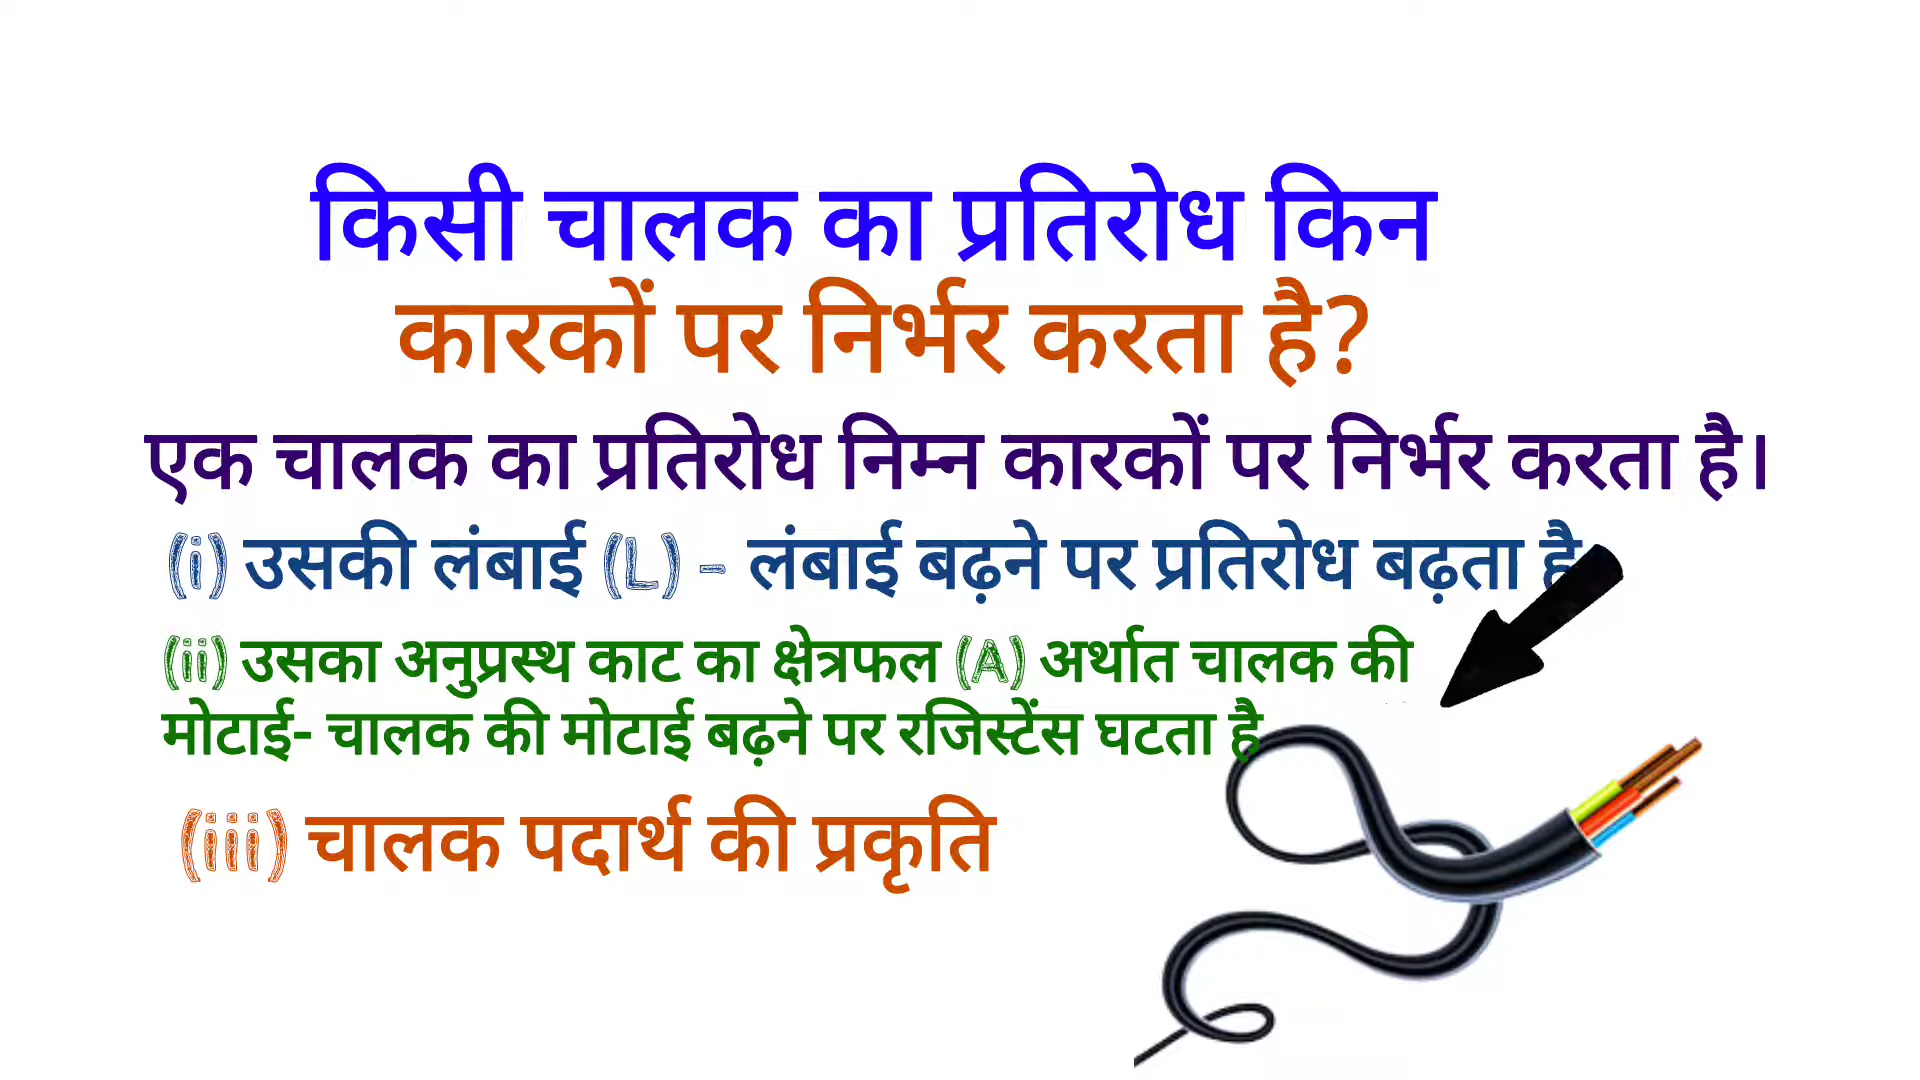 किसी चालक का प्रतिरोध किन
कारकों पर निर्भर करता है?
एक चालक का प्रतिरोध निम्न कारकों पर निर्भर करता है।
(i) उसकी लंबाई (L) - लंबाई बढ़ने पर प्रतिरोध बढ़ता है
(ii) उसका अनुप्रस्थ काट का क्षेत्रफल (A) अर्थात चालक की
मोटाई- चालक की मोटाई बढ़ने पर रजिस्टेंस घटता है
(iii) चालक पदार्थ की प्रकृति